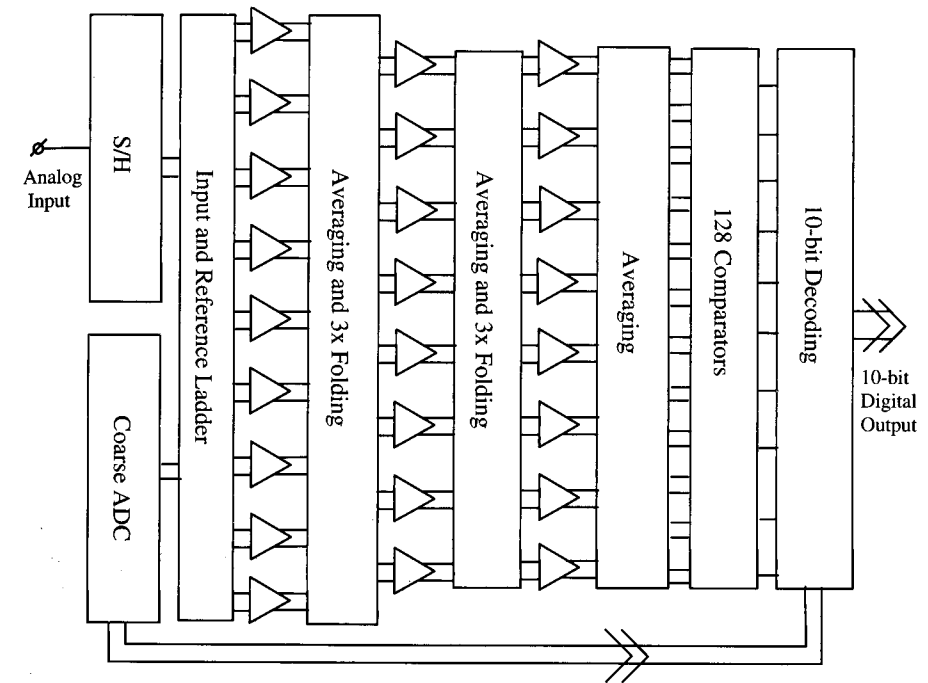 Analog
Input
S/H
Coarse ADC
Input and Reference Ladder
Averaging and 3x Folding
Averaging and 3x Folding
Averaging
128 Comparators
10-bit Decoding
10-bit
Digital
Output